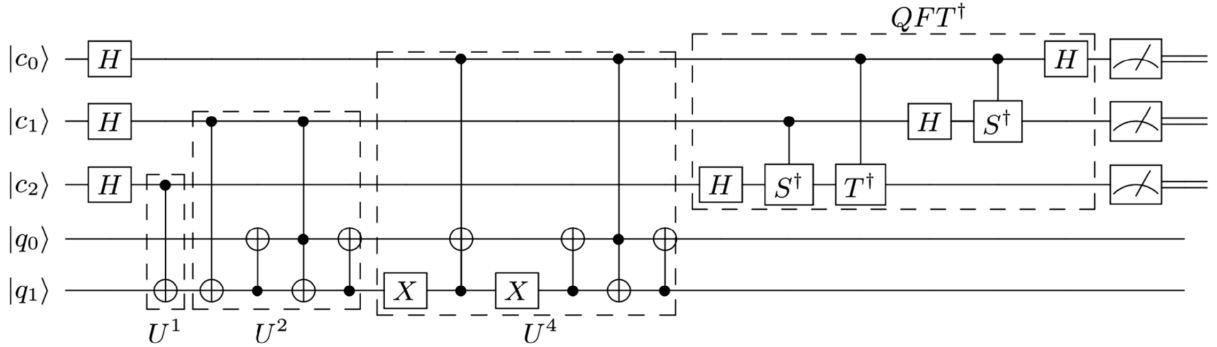 QFT†
|c₀⟩ H H
|c₁⟩ H H S†
|c₂⟩ H H S† T†
|q₀⟩
|q₁⟩ X X
U¹ U² U⁴